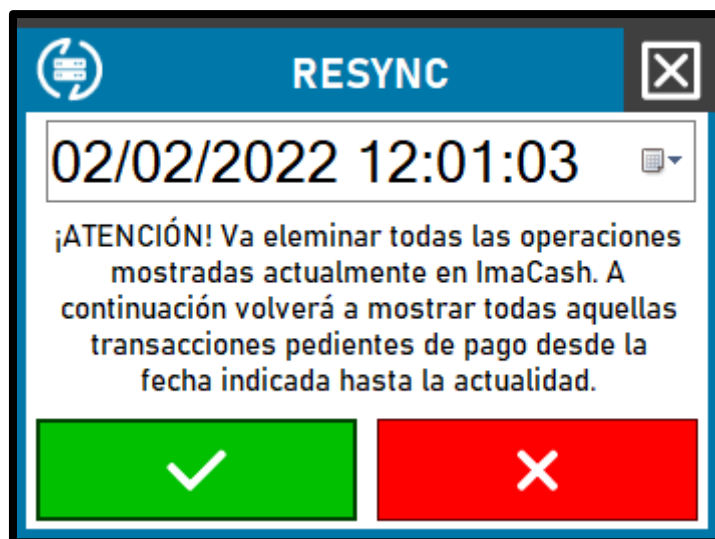 RESYNC
02/02/2022 12:01:03
¡ATENCIÓN! Va eleminar todas las operaciones
mostradas actualmente en ImaCash. A
continuación volverá a mostrar todas aquellas
transacciones pedientes de pago desde la
fecha indicada hasta la actualidad.